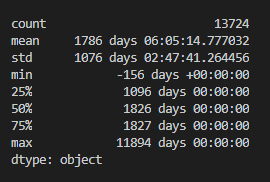 count 13724
mean 1786 days 06:05:14.777032
std 1076 days 02:47:41.264456
min -156 days +00:00:00
25% 1096 days 00:00:00
50% 1826 days 00:00:00
75% 1827 days 00:00:00
max 11894 days 00:00:00
dtype: object